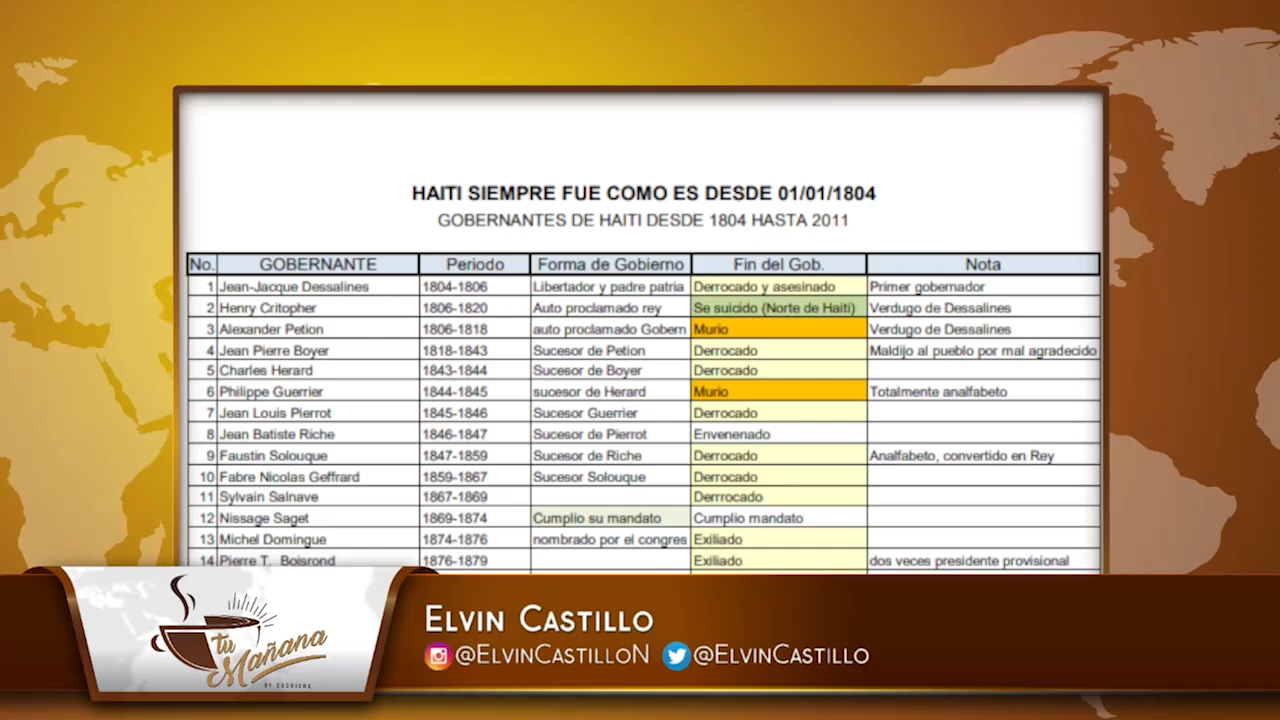 HAITI SIEMPRE FUE COMO ES DESDE 01/01/1804
GOBERNANTES DE HAITI DESDE 1804 HASTA 2011
No. GOBERNANTE Periodo Forma de Gobierno Fin del Gob. Nota
1 Jean-Jacque Dessalines 1804-1806 Libertador y padre patria Derrocado y asesinado Primer gobernador
2 Henry Critopher 1806-1820 Auto proclamado rey Se suicido (Norte de Haiti) Verdugo de Dessalines
3 Alexander Petion 1806-1818 auto proclamado Gobern Murio Verdugo de Dessalines
4 Jean Pierre Boyer 1818-1843 Sucesor de Petion Derrocado Maldijo al pueblo por mal agradecido
5 Charles Herard 1843-1844 Sucesor de Boyer Derrocado
6 Philippe Guerrier 1844-1845 sucesor de Herard Murio Totalmente analfabeto
7 Jean Louis Pierrot 1845-1846 Sucesor Guerrier Derrocado
8 Jean Batiste Riche 1846-1847 Sucesor de Pierrot Envenenado
9 Faustin Solouque 1847-1859 Sucesor de Riche Derrocado Analfabeto, convertido en Rey
10 Fabre Nicolas Geffrard 1859-1867 Sucesor Solouque Derrocado
11 Sylvain Salnave 1867-1869 Derrrocado
12 Nissage Saget 1869-1874 Cumplio su mandato Cumplio mandato
13 Michel Domingue 1874-1876 nombrado por el congres Exiliado
14 Pierre T. Boisrond 1876-1879 Exiliado dos veces presidente provisional
tu Mañana
BY CACHICHA
ELVIN CASTILLO
@ELVINCASTILLON @ELVINCASTILLO